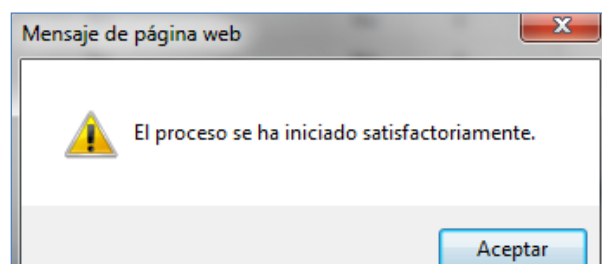 Mensaje de página web
El proceso se ha iniciado satisfactoriamente.
Aceptar